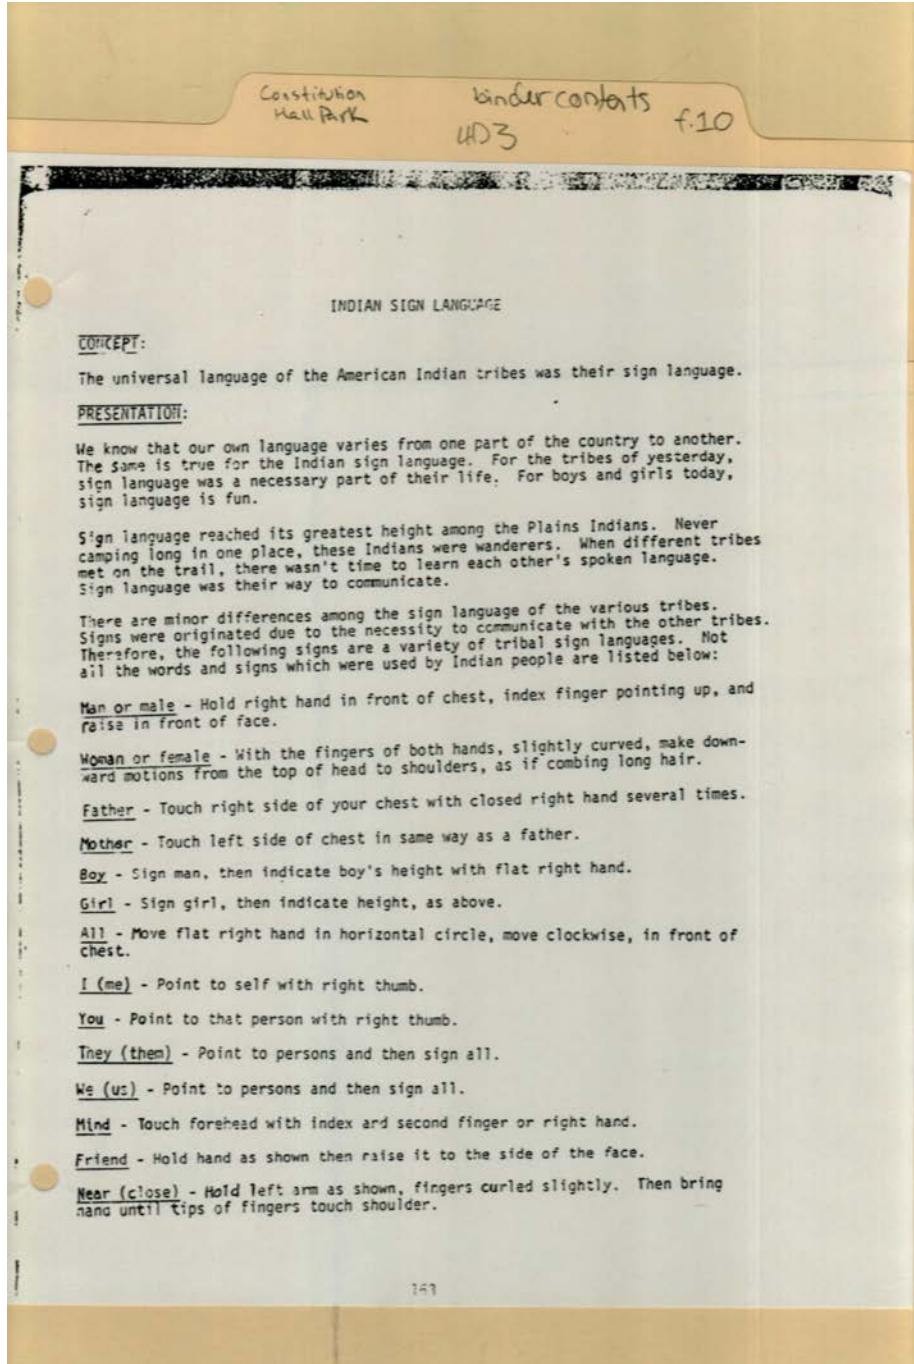 Constitution
Hall Park
binder contents
4D3
f.10
INDIAN SIGN LANGUAGE
CONCEPT:
The universal language of the American Indian tribes was their sign language.
PRESENTATION:
We know that our own language varies from one part of the country to another.
The same is true for the Indian sign language. For the tribes of yesterday,
sign language was a necessary part of their life. For boys and girls today,
sign language is fun.
Sign language reached its greatest height among the Plains Indians. Never
camping long in one place, these Indians were wanderers. When different tribes
met on the trail, there wasn't time to learn each other's spoken language.
Sign language was their way to communicate.
There are minor differences among the sign language of the various tribes.
Signs were originated due to the necessity to communicate with the other tribes.
Therefore, the following signs are a variety of tribal sign languages. Not
all the words and signs which were used by Indian people are listed below:
Man or male - Hold right hand in front of chest, index finger pointing up, and
raise in front of face.
Woman or female - With the fingers of both hands, slightly curved, make down-
ward motions from the top of head to shoulders, as if combing long hair.
Father - Touch right side of your chest with closed right hand several times.
Mother - Touch left side of chest in same way as a father.
Boy - Sign man, then indicate boy's height with flat right hand.
Girl - Sign girl, then indicate height, as above.
All - Move flat right hand in horizontal circle, move clockwise, in front of
chest.
I (me) - Point to self with right thumb.
You - Point to that person with right thumb.
They (them) - Point to persons and then sign all.
We (us) - Point to persons and then sign all.
Mind - Touch forehead with index and second finger or right hand.
Friend - Hold hand as shown then raise it to the side of the face.
Near (close) - Hold left arm as shown, fingers curled slightly. Then bring
hand until tips of fingers touch shoulder.